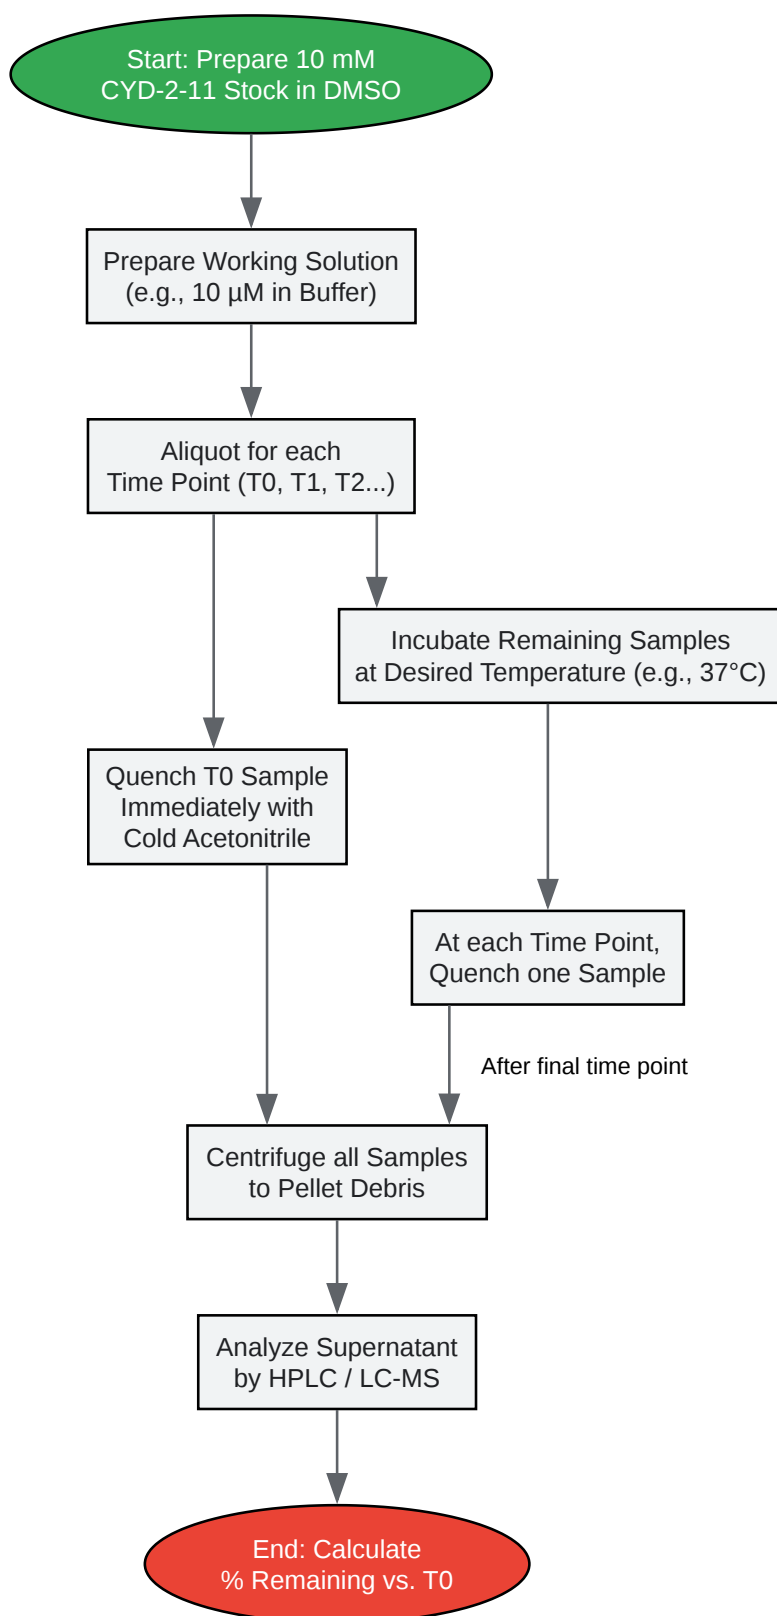 Start: Prepare 10 mM
CYD-2-11 Stock in DMSO
Prepare Working Solution
(e.g., 10 µM in Buffer)
Aliquot for each
Time Point (T0, T1, T2...)
Incubate Remaining Samples
at Desired Temperature (e.g., 37°C)
Quench T0 Sample
Immediately with
Cold Acetonitrile
At each Time Point,
Quench one Sample
After final time point
Centrifuge all Samples
to Pellet Debris
Analyze Supernatant
by HPLC / LC-MS
End: Calculate
% Remaining vs. T0